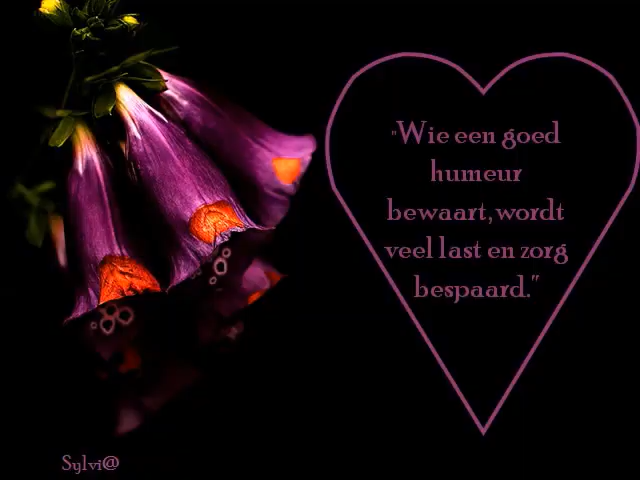 "Wie een goed
humeur
bewaart, wordt
veel last en zorg
bespaard."
Sylvi@